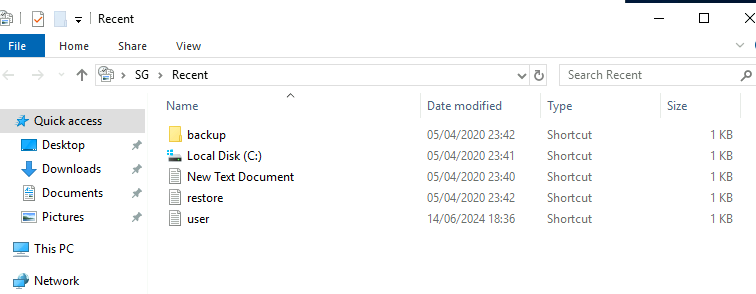 Recent
File Home Share View
SG Recent Search Recent
Name Date modified Type Size
Quick access
Desktop
Downloads
Documents
Pictures
This PC
Network
backup 05/04/2020 23:42 Shortcut 1 KB
Local Disk (C:) 05/04/2020 23:41 Shortcut 1 KB
New Text Document 05/04/2020 23:40 Shortcut 1 KB
restore 05/04/2020 23:42 Shortcut 1 KB
user 14/06/2024 18:36 Shortcut 1 KB